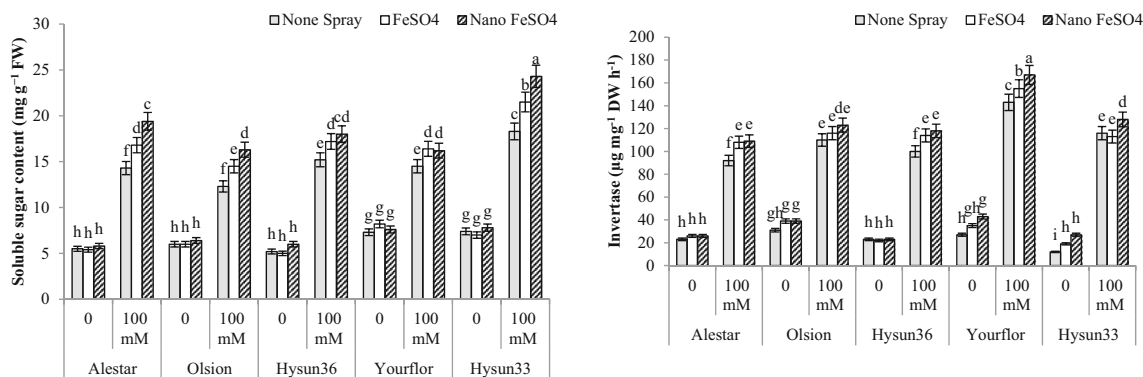 None Spray FeSO4 Nano FeSO4
Soluble sugar content (mg g⁻¹ FW)
30
25
20
15
10
5
0
h h h f d c h h h f e d h h h e d cd g g g f d d g g g c b a
0 100 mM 0 100 mM 0 100 mM 0 100 mM 0 100 mM
Alestar Olsion Hysun36 Yourflor Hysun33
None Spray FeSO4 Nano FeSO4
Invertase (µg mg⁻¹ DW h⁻¹)
200
180
160
140
120
100
80
60
40
20
0
h h h f e e gh g g e e de h h h f e e h gh g c b a i h h e e d
0 100 mM 0 100 mM 0 100 mM 0 100 mM 0 100 mM
Alestar Olsion Hysun36 Yourflor Hysun33